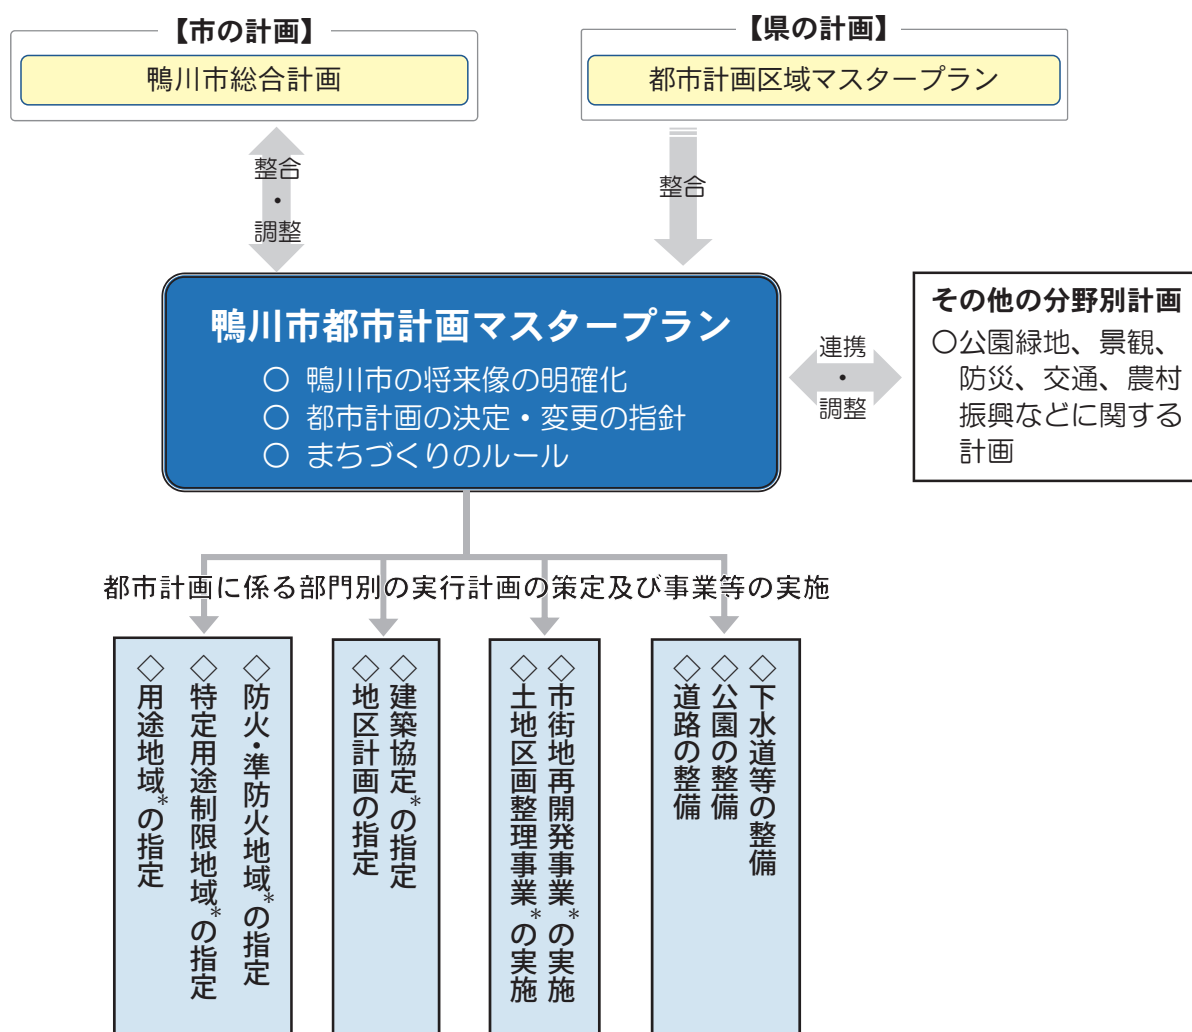 【市の計画】
鴨川市総合計画
【県の計画】
都市計画区域マスタープラン
整合
・
調整
整合
鴨川市都市計画マスタープラン
○ 鴨川市の将来像の明確化
○ 都市計画の決定・変更の指針
○ まちづくりのルール
連携
・
調整
その他の分野別計画
○公園緑地、景観、
防災、交通、農村
振興などに関する
計画
都市計画に係る部門別の実行計画の策定及び事業等の実施
◇防火・準防火地域*の指定
◇特定用途制限地域*の指定
◇用途地域*の指定
◇建築協定*の指定
◇地区計画の指定
◇市街地再開発事業*の実施
◇土地区画整理事業*の実施
◇下水道等の整備
◇公園の整備
◇道路の整備